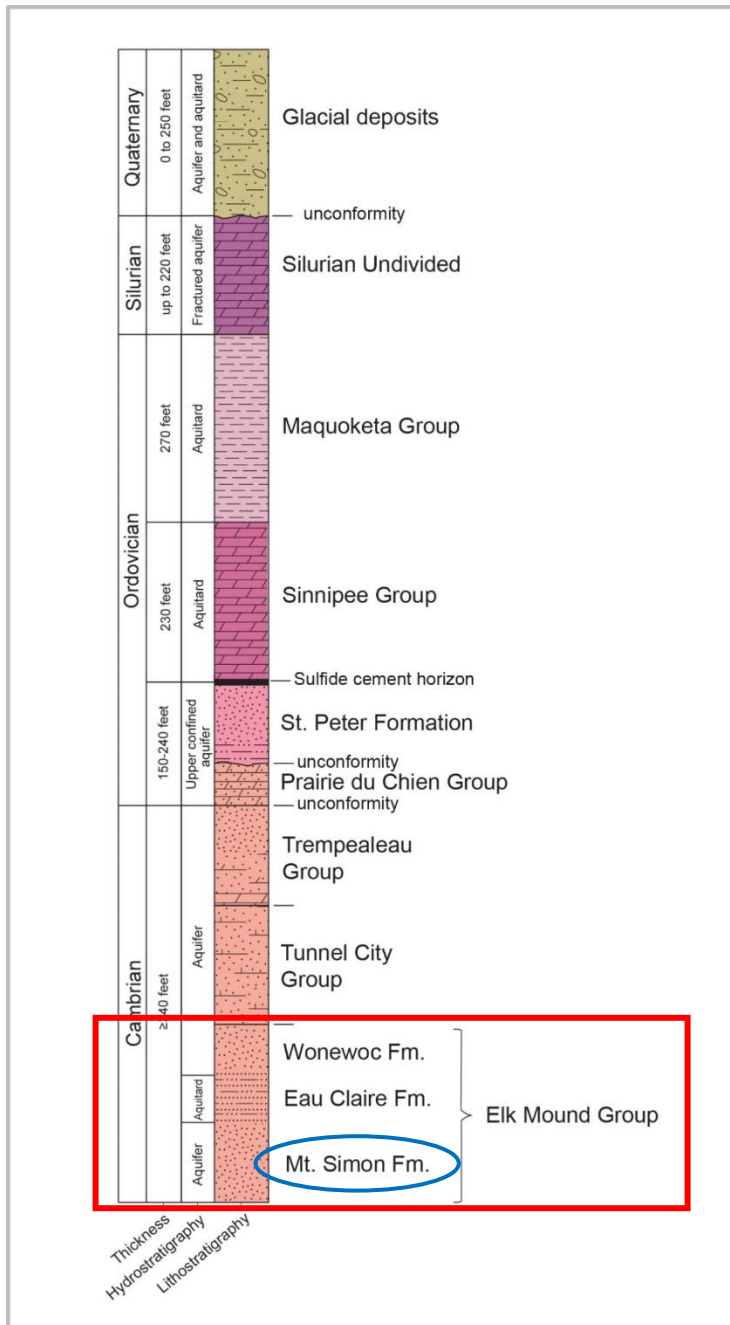 Quaternary
0 to 250 feet
Aquifer and aquitard
Glacial deposits
unconformity
Silurian
up to 220 feet
Fractured aquifer
Silurian Undivided
Ordovician
270 feet
Aquitard
Maquoketa Group
230 feet
Aquitard
Sinnipee Group
Sulfide cement horizon
150-240 feet
Upper confined
aquifer
St. Peter Formation
unconformity
Prairie du Chien Group
unconformity
Cambrian
feet
Aquifer
Trempealeau
Group
Tunnel City
Group
Wonewoc Fm.
Aquitard
Eau Claire Fm.
Elk Mound Group
Aquifer
Mt. Simon Fm.
Thickness
Hydrostratigraphy
Lithostratigraphy